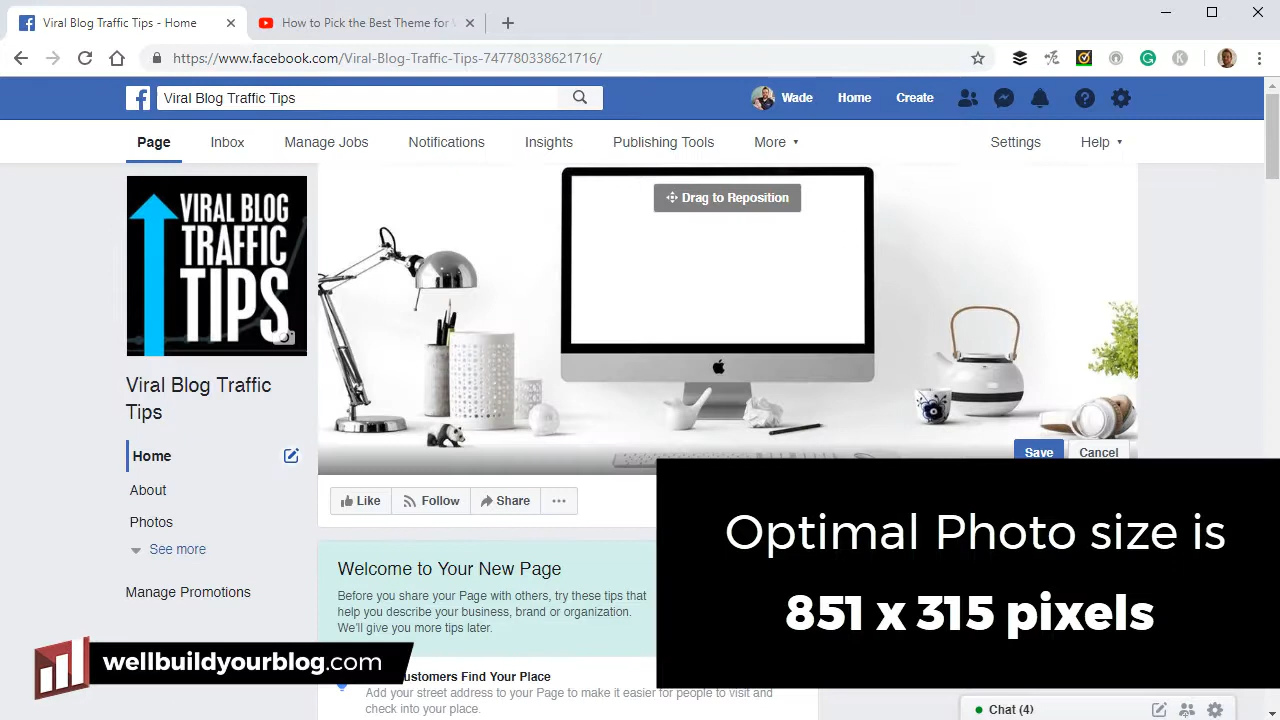 Viral Blog Traffic Tips - Home
How to Pick the Best Theme for
https://www.facebook.com/Viral-Blog-Traffic-Tips-747780338621716/
Viral Blog Traffic Tips
Wade
Home
Create
Page
Inbox
Manage Jobs
Notifications
Insights
Publishing Tools
More
Settings
Help
Drag to Reposition
VIRAL BLOG
TRAFFIC
TIPS
Viral Blog Traffic
Tips
Save
Cancel
Home
About
Photos
See more
Manage Promotions
Like
Follow
Share
Welcome to Your New Page
Before you share your Page with others, try these tips that
help you describe your business, brand or organization.
We'll give you more tips later.
Optimal Photo size is
851 x 315 pixels
wellbuildyourblog.com
ustomers Find Your Place
Add your street address to your Page to make it easier for people to visit and
check into your place.
Chat (4)